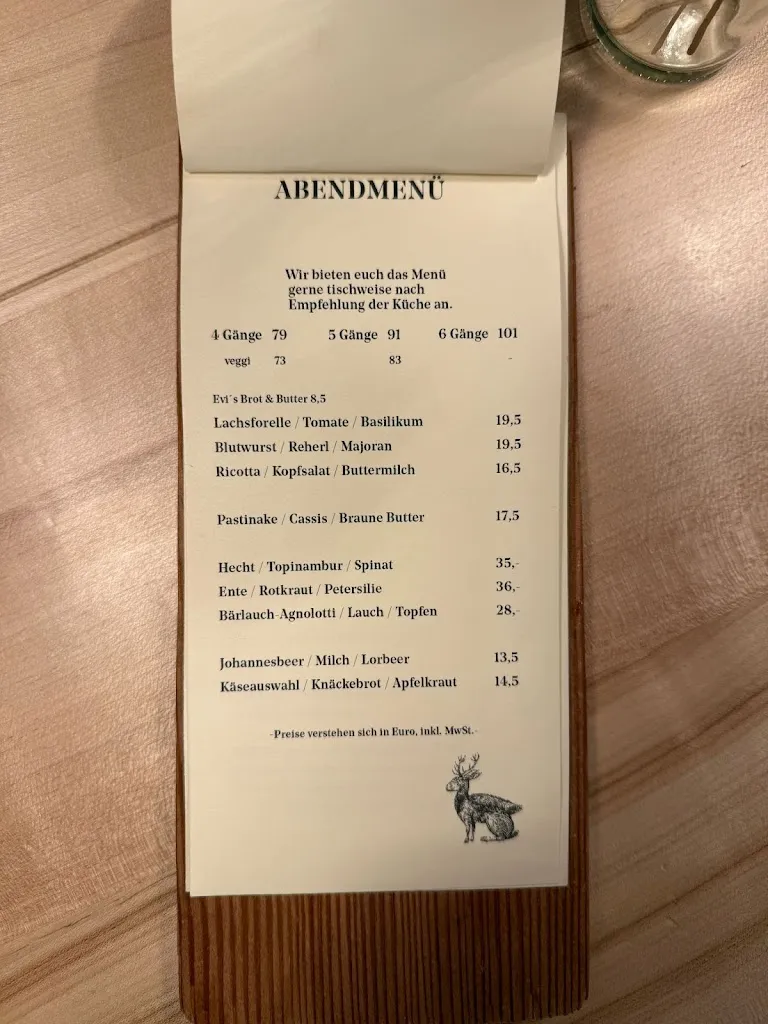 ABENDMENÜ
Wir bieten euch das Menü
gerne tischweise nach
Empfehlung der Küche an.
4 Gänge 79 5 Gänge 91 6 Gänge 101
veggi 73 83 -
Evi´s Brot & Butter 8,5
Lachsforelle / Tomate / Basilikum 19,5
Blutwurst / Reherl / Majoran 19,5
Ricotta / Kopfsalat / Buttermilch 16,5
Pastinake / Cassis / Braune Butter 17,5
Hecht / Topinambur / Spinat 35,-
Ente / Rotkraut / Petersilie 36,-
Bärlauch-Agnolotti / Lauch / Topfen 28,-
Johannesbeer / Milch / Lorbeer 13,5
Käseauswahl / Knäckebrot / Apfelkraut 14,5
-Preise verstehen sich in Euro, inkl. MwSt.-